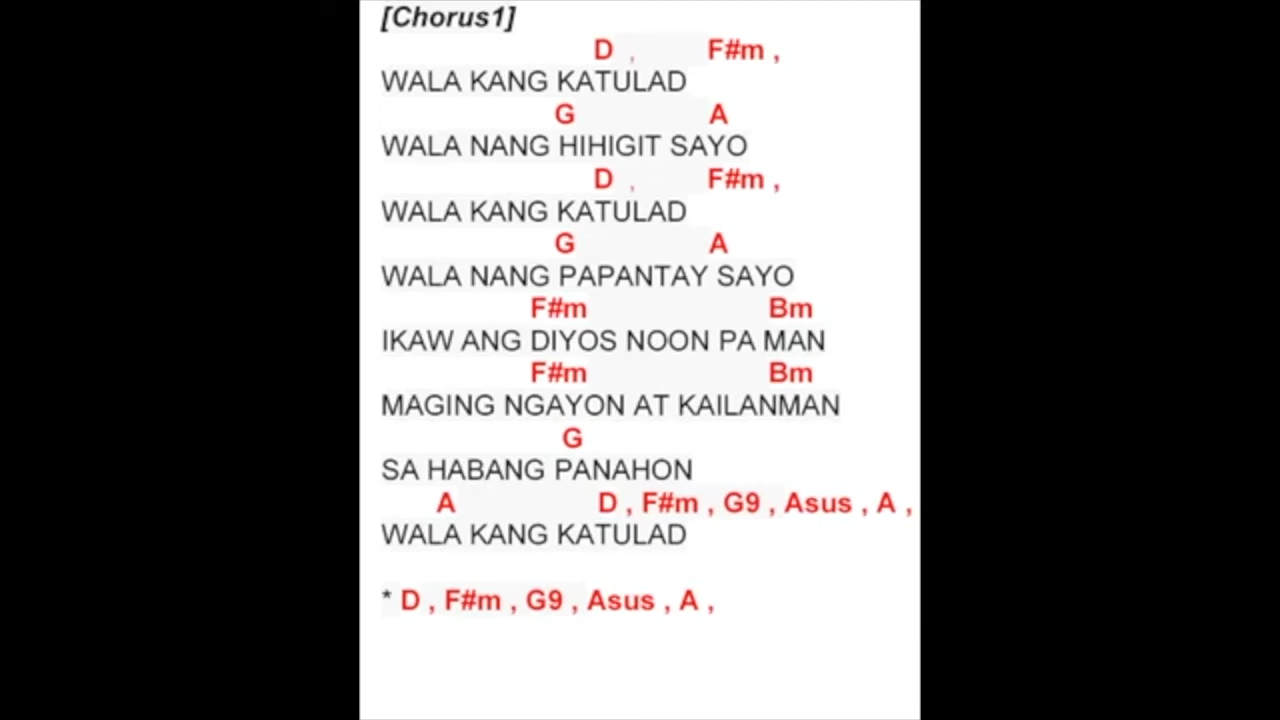 [Chorus1]
D , F#m ,
WALA KANG KATULAD
G A
WALA NANG HIHIGIT SAYO
D , F#m ,
WALA KANG KATULAD
G A
WALA NANG PAPANTAY SAYO
F#m Bm
IKAW ANG DIYOS NOON PA MAN
F#m Bm
MAGING NGAYON AT KAILANMAN
G
SA HABANG PANAHON
A D , F#m , G9 , Asus , A ,
WALA KANG KATULAD
* D , F#m , G9 , Asus , A ,